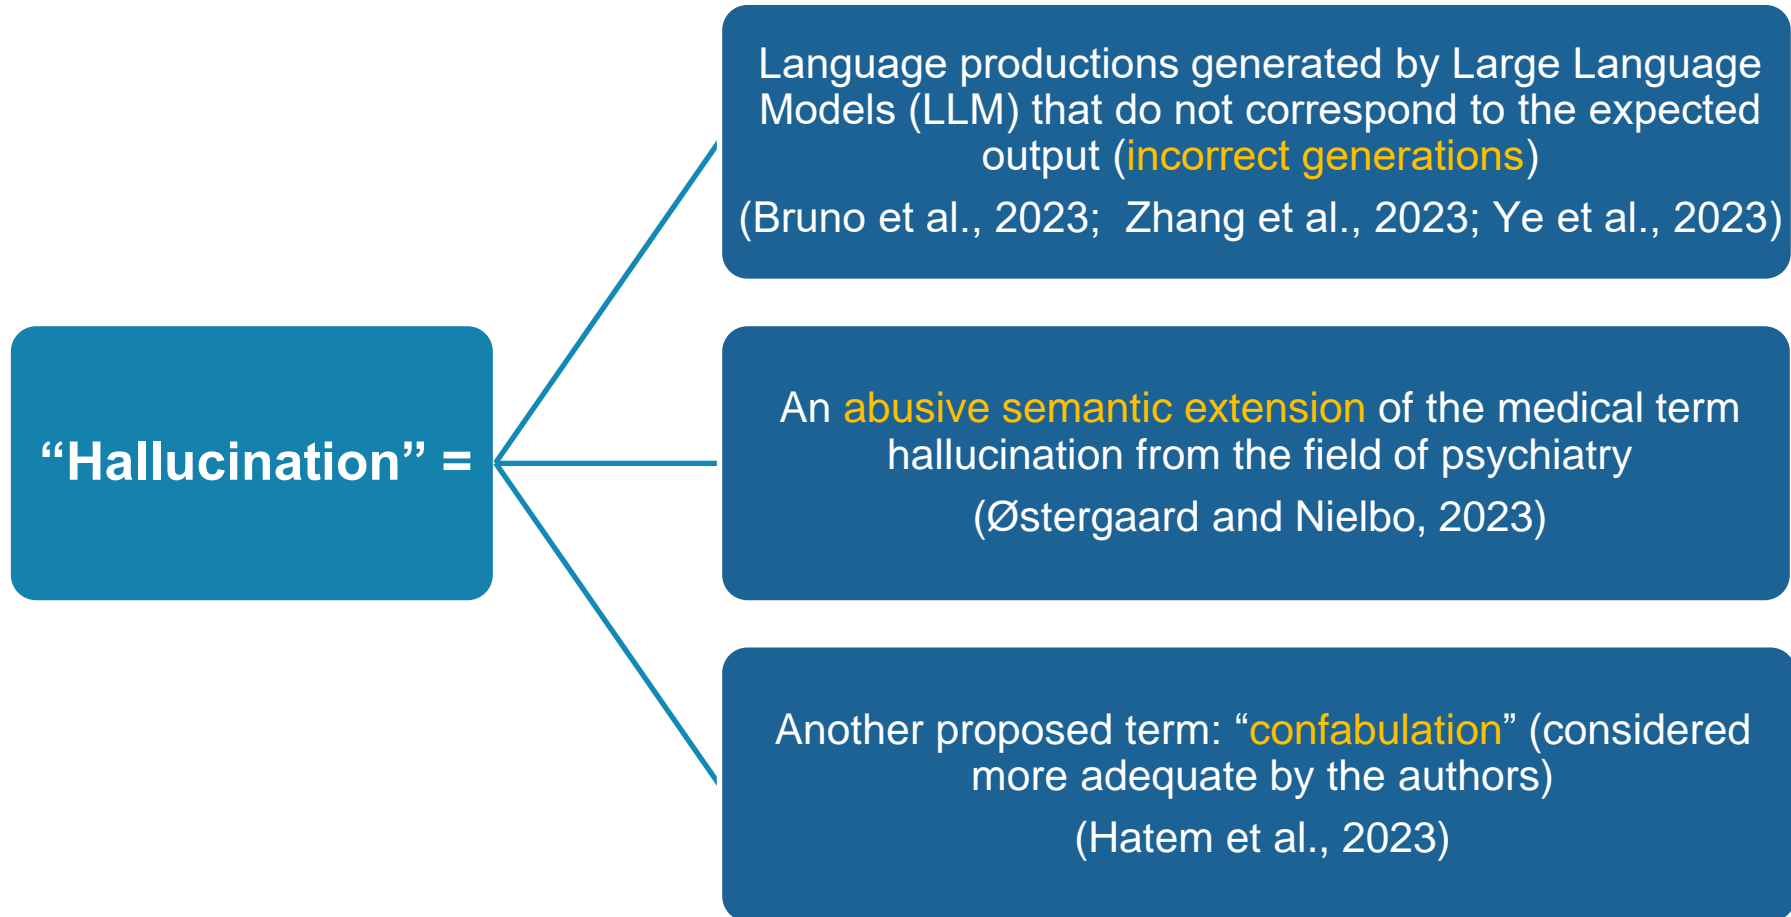 “Hallucination” =
Language productions generated by Large Language
Models (LLM) that do not correspond to the expected
output (incorrect generations)
(Bruno et al., 2023;  Zhang et al., 2023; Ye et al., 2023)
An abusive semantic extension of the medical term
hallucination from the field of psychiatry
(Østergaard and Nielbo, 2023)
Another proposed term: “confabulation” (considered
more adequate by the authors)
(Hatem et al., 2023)